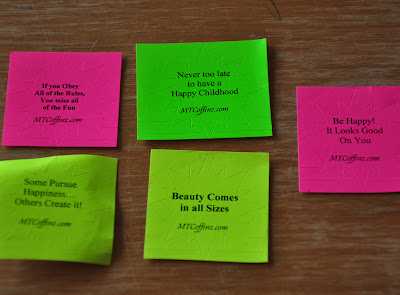 If you Obey
All of the Rules,
You miss all
of the Fun
MTCoffinz.com
Never too late
to have a
Happy Childhood
MTCoffinz.com
Be Happy!
It Looks Good
On You
MTCoffinz.com
Some Pursue
Happiness...
Others Create it!
MTCoffinz.com
Beauty Comes
in all Sizes
MTCoffinz.com